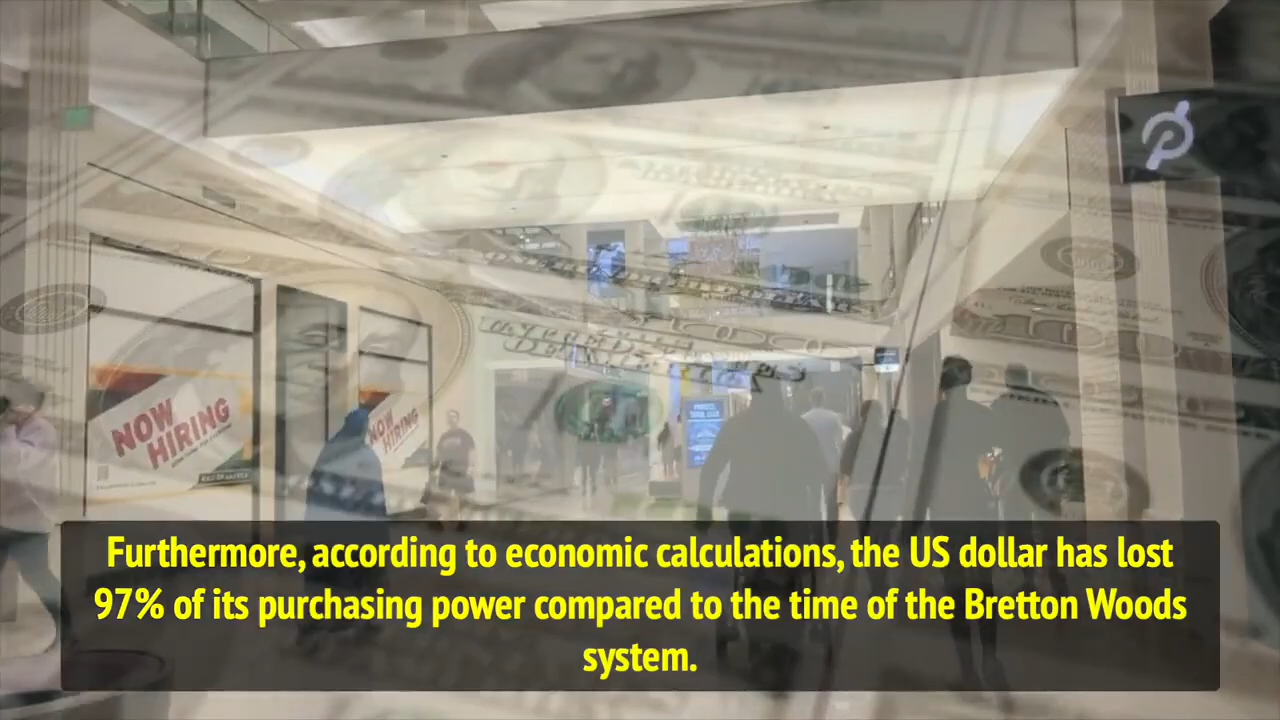 NOW
HIRING
NOW
HIRING
Furthermore, according to economic calculations, the US dollar has lost
97% of its purchasing power compared to the time of the Bretton Woods
system.